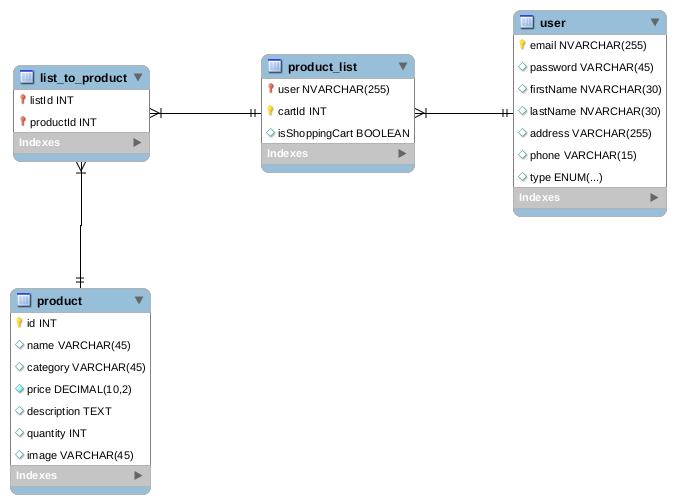 list_to_product
listId INT
productId INT
Indexes
product_list
user NVARCHAR(255)
cartId INT
isShoppingCart BOOLEAN
Indexes
user
email NVARCHAR(255)
password VARCHAR(45)
firstName NVARCHAR(30)
lastName NVARCHAR(30)
address VARCHAR(255)
phone VARCHAR(15)
type ENUM(...)
Indexes
product
id INT
name VARCHAR(45)
category VARCHAR(45)
price DECIMAL(10,2)
description TEXT
quantity INT
image VARCHAR(45)
Indexes